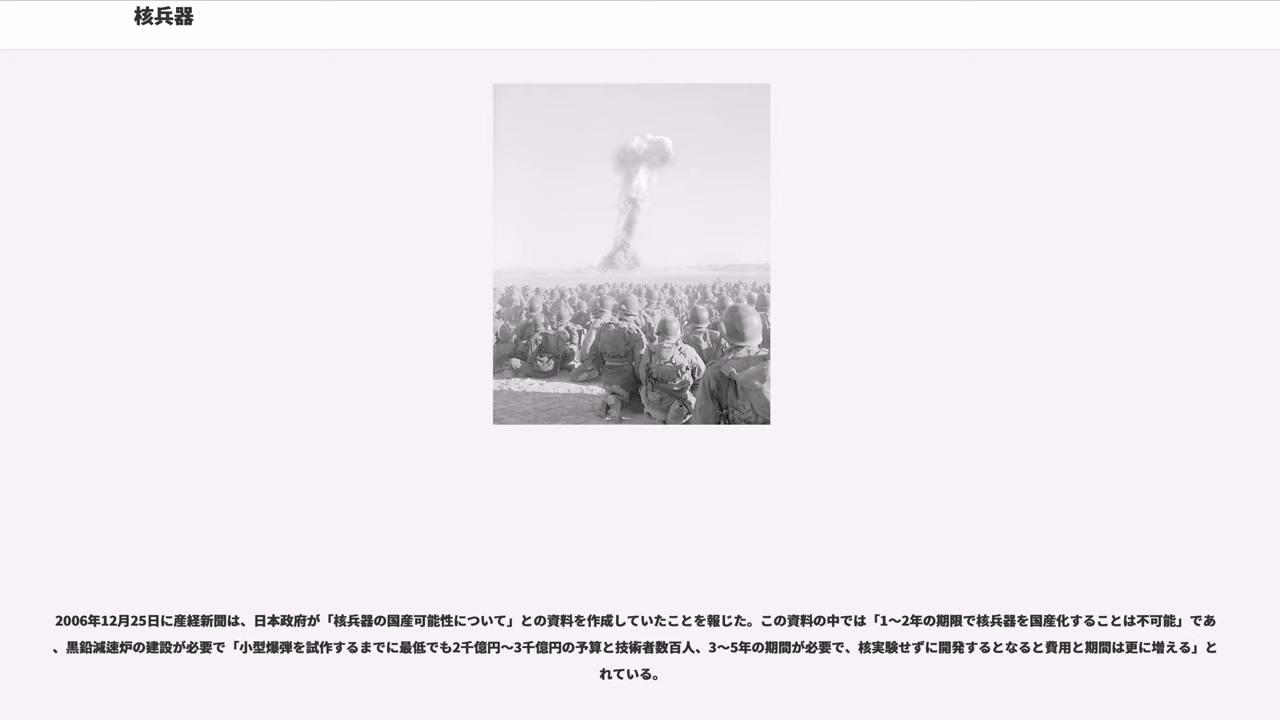 核兵器
2006年12月25日に産経新聞は、日本政府が「核兵器の国産可能性について」との資料を作成していたことを報じた。この資料の中では「1〜2年の期限で核兵器を国産化することは不可能」であ
、黒鉛減速炉の建設が必要で「小型爆弾を試作するまでに最低でも2千億円〜3千億円の予算と技術者数百人、3〜5年の期間が必要で、核実験せずに開発するとなると費用と期間は更に増える」と
れている。